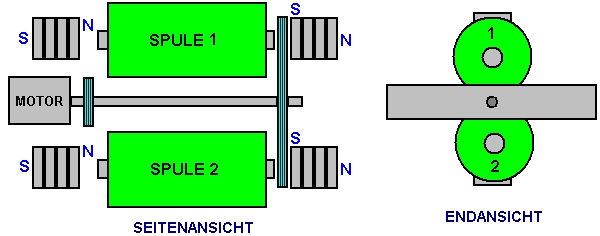 S
N
SPULE 1
S
N
MOTOR
S
N
SPULE 2
S
N
SEITENANSICHT
1
2
ENDANSICHT